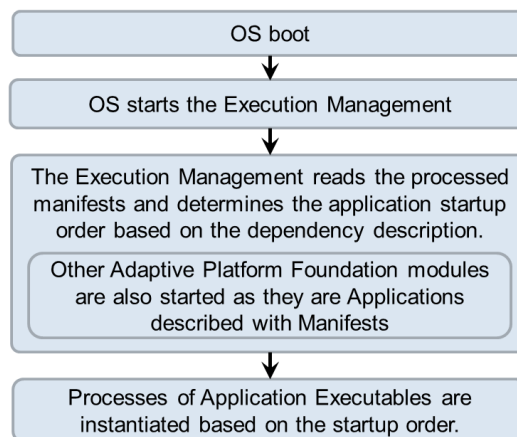 OS boot
OS starts the Execution Management
The Execution Management reads the processed
manifests and determines the application startup
order based on the dependency description.
Other Adaptive Platform Foundation modules
are also started as they are Applications
described with Manifests
Processes of Application Executables are
instantiated based on the startup order.